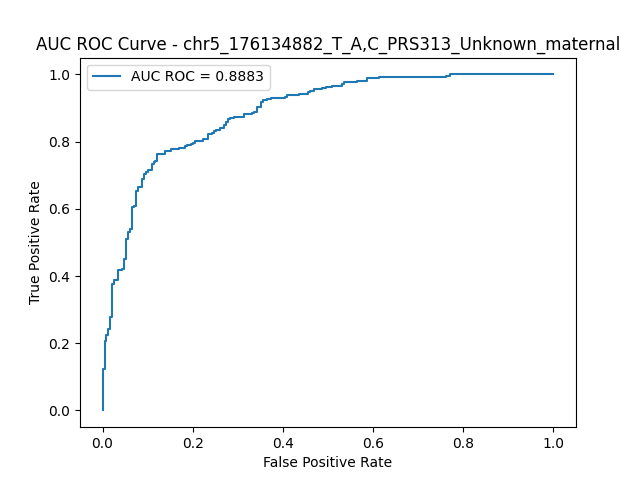 AUC ROC Curve - chr5_176134882_T_A,C_PRS313_Unknown_maternal
AUC ROC = 0.8883
1.0
0.8
0.6
0.4
0.2
0.0
True Positive Rate
0.0 0.2 0.4 0.6 0.8 1.0
False Positive Rate